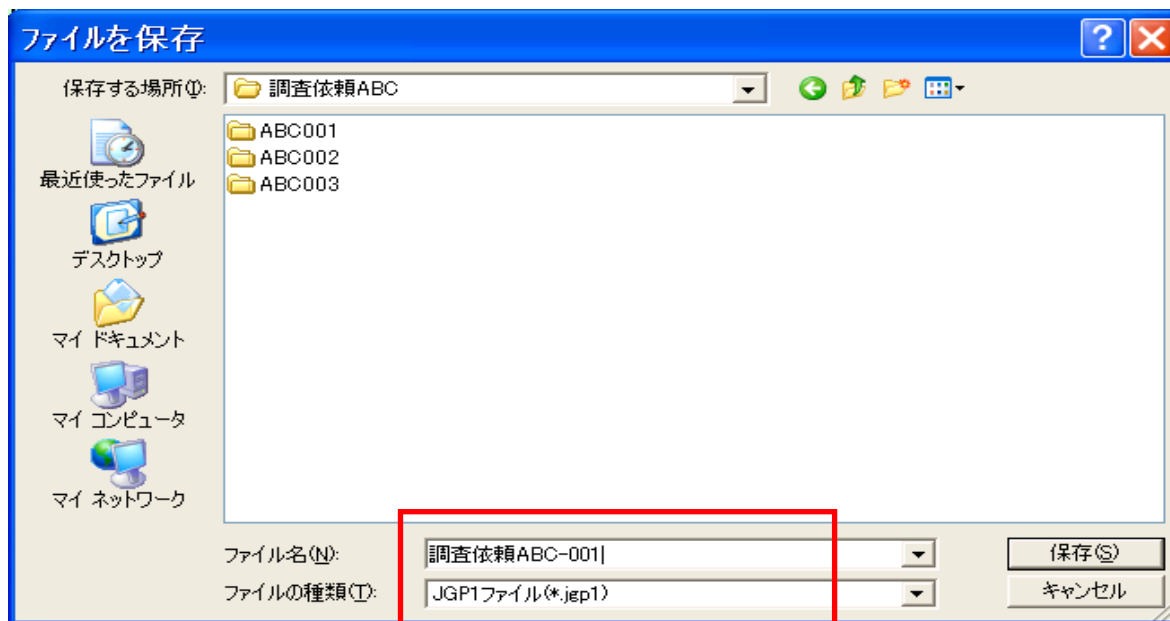 ファイルを保存
保存する場所(I):
調査依頼ABC
ABC001
ABC002
ABC003
最近使ったファイル
デスクトップ
マイ ドキュメント
マイ コンピュータ
マイ ネットワーク
ファイル名(N):
調査依頼ABC-001
保存(S)
ファイルの種類(T):
JGP1ファイル(*.jgp1)
キャンセル